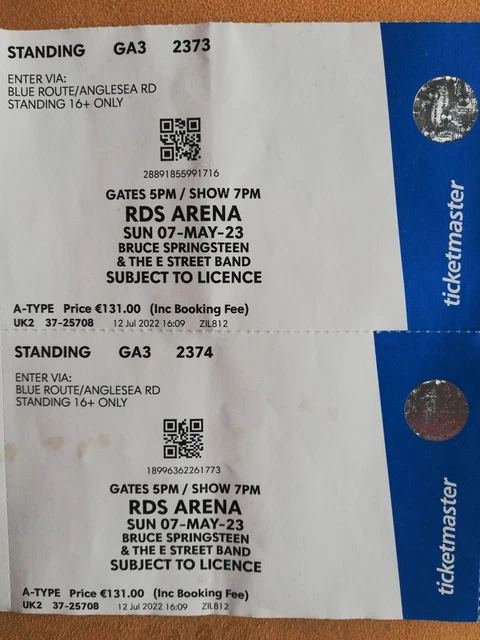 STANDING GA3 2373
ENTER VIA:
BLUE ROUTE/ANGLESEA RD
STANDING 16+ ONLY
28891855991716
GATES 5PM / SHOW 7PM
RDS ARENA
SUN 07-MAY-23
BRUCE SPRINGSTEEN
& THE E STREET BAND
SUBJECT TO LICENCE
A-TYPE Price €131.00 (Inc Booking Fee)
UK2 37-25708 12 Jul 2022 16:09 ZIL812
ticketmaster
STANDING GA3 2374
ENTER VIA:
BLUE ROUTE/ANGLESEA RD
STANDING 16+ ONLY
18996362261773
GATES 5PM / SHOW 7PM
RDS ARENA
SUN 07-MAY-23
BRUCE SPRINGSTEEN
& THE E STREET BAND
SUBJECT TO LICENCE
A-TYPE Price €131.00 (Inc Booking Fee)
UK2 37-25708 12 Jul 2022 16:09 ZIL812
ticketmaster